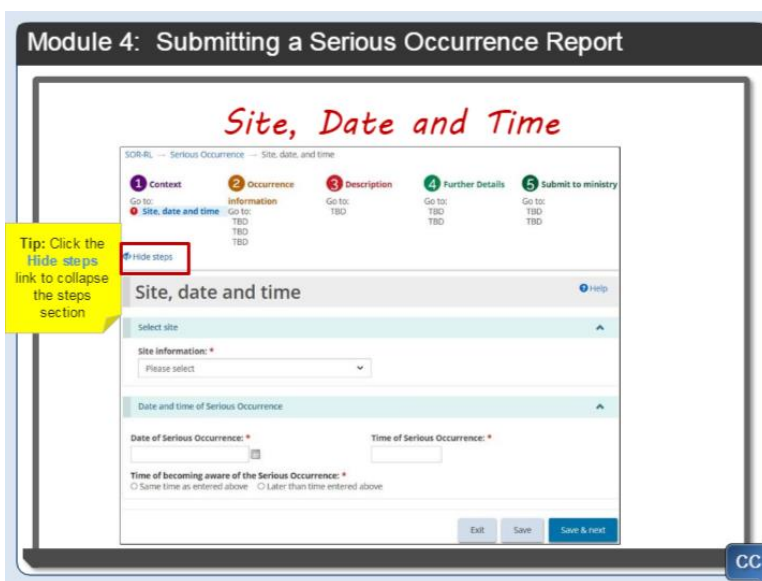 Module 4: Submitting a Serious Occurrence Report
Site, Date and Time
SOR-RL → Serious Occurrence → Site, date, and time
1 Context
Go to:
Site, date and time
2 Occurrence
information
Go to:
TBD
TBD
TBD
3 Description
Go to:
TBD
4 Further Details
Go to:
TBD
TBD
5 Submit to ministry
Go to:
TBD
TBD
Hide steps
Tip: Click the
Hide steps
link to collapse
the steps
section
Site, date and time
Help
Select site
Site information: *
Please select
Date and time of Serious Occurrence
Date of Serious Occurrence: *
Time of Serious Occurrence: *
Time of becoming aware of the Serious Occurrence: *
Same time as entered above Later than time entered above
Exit Save Save & next
CC